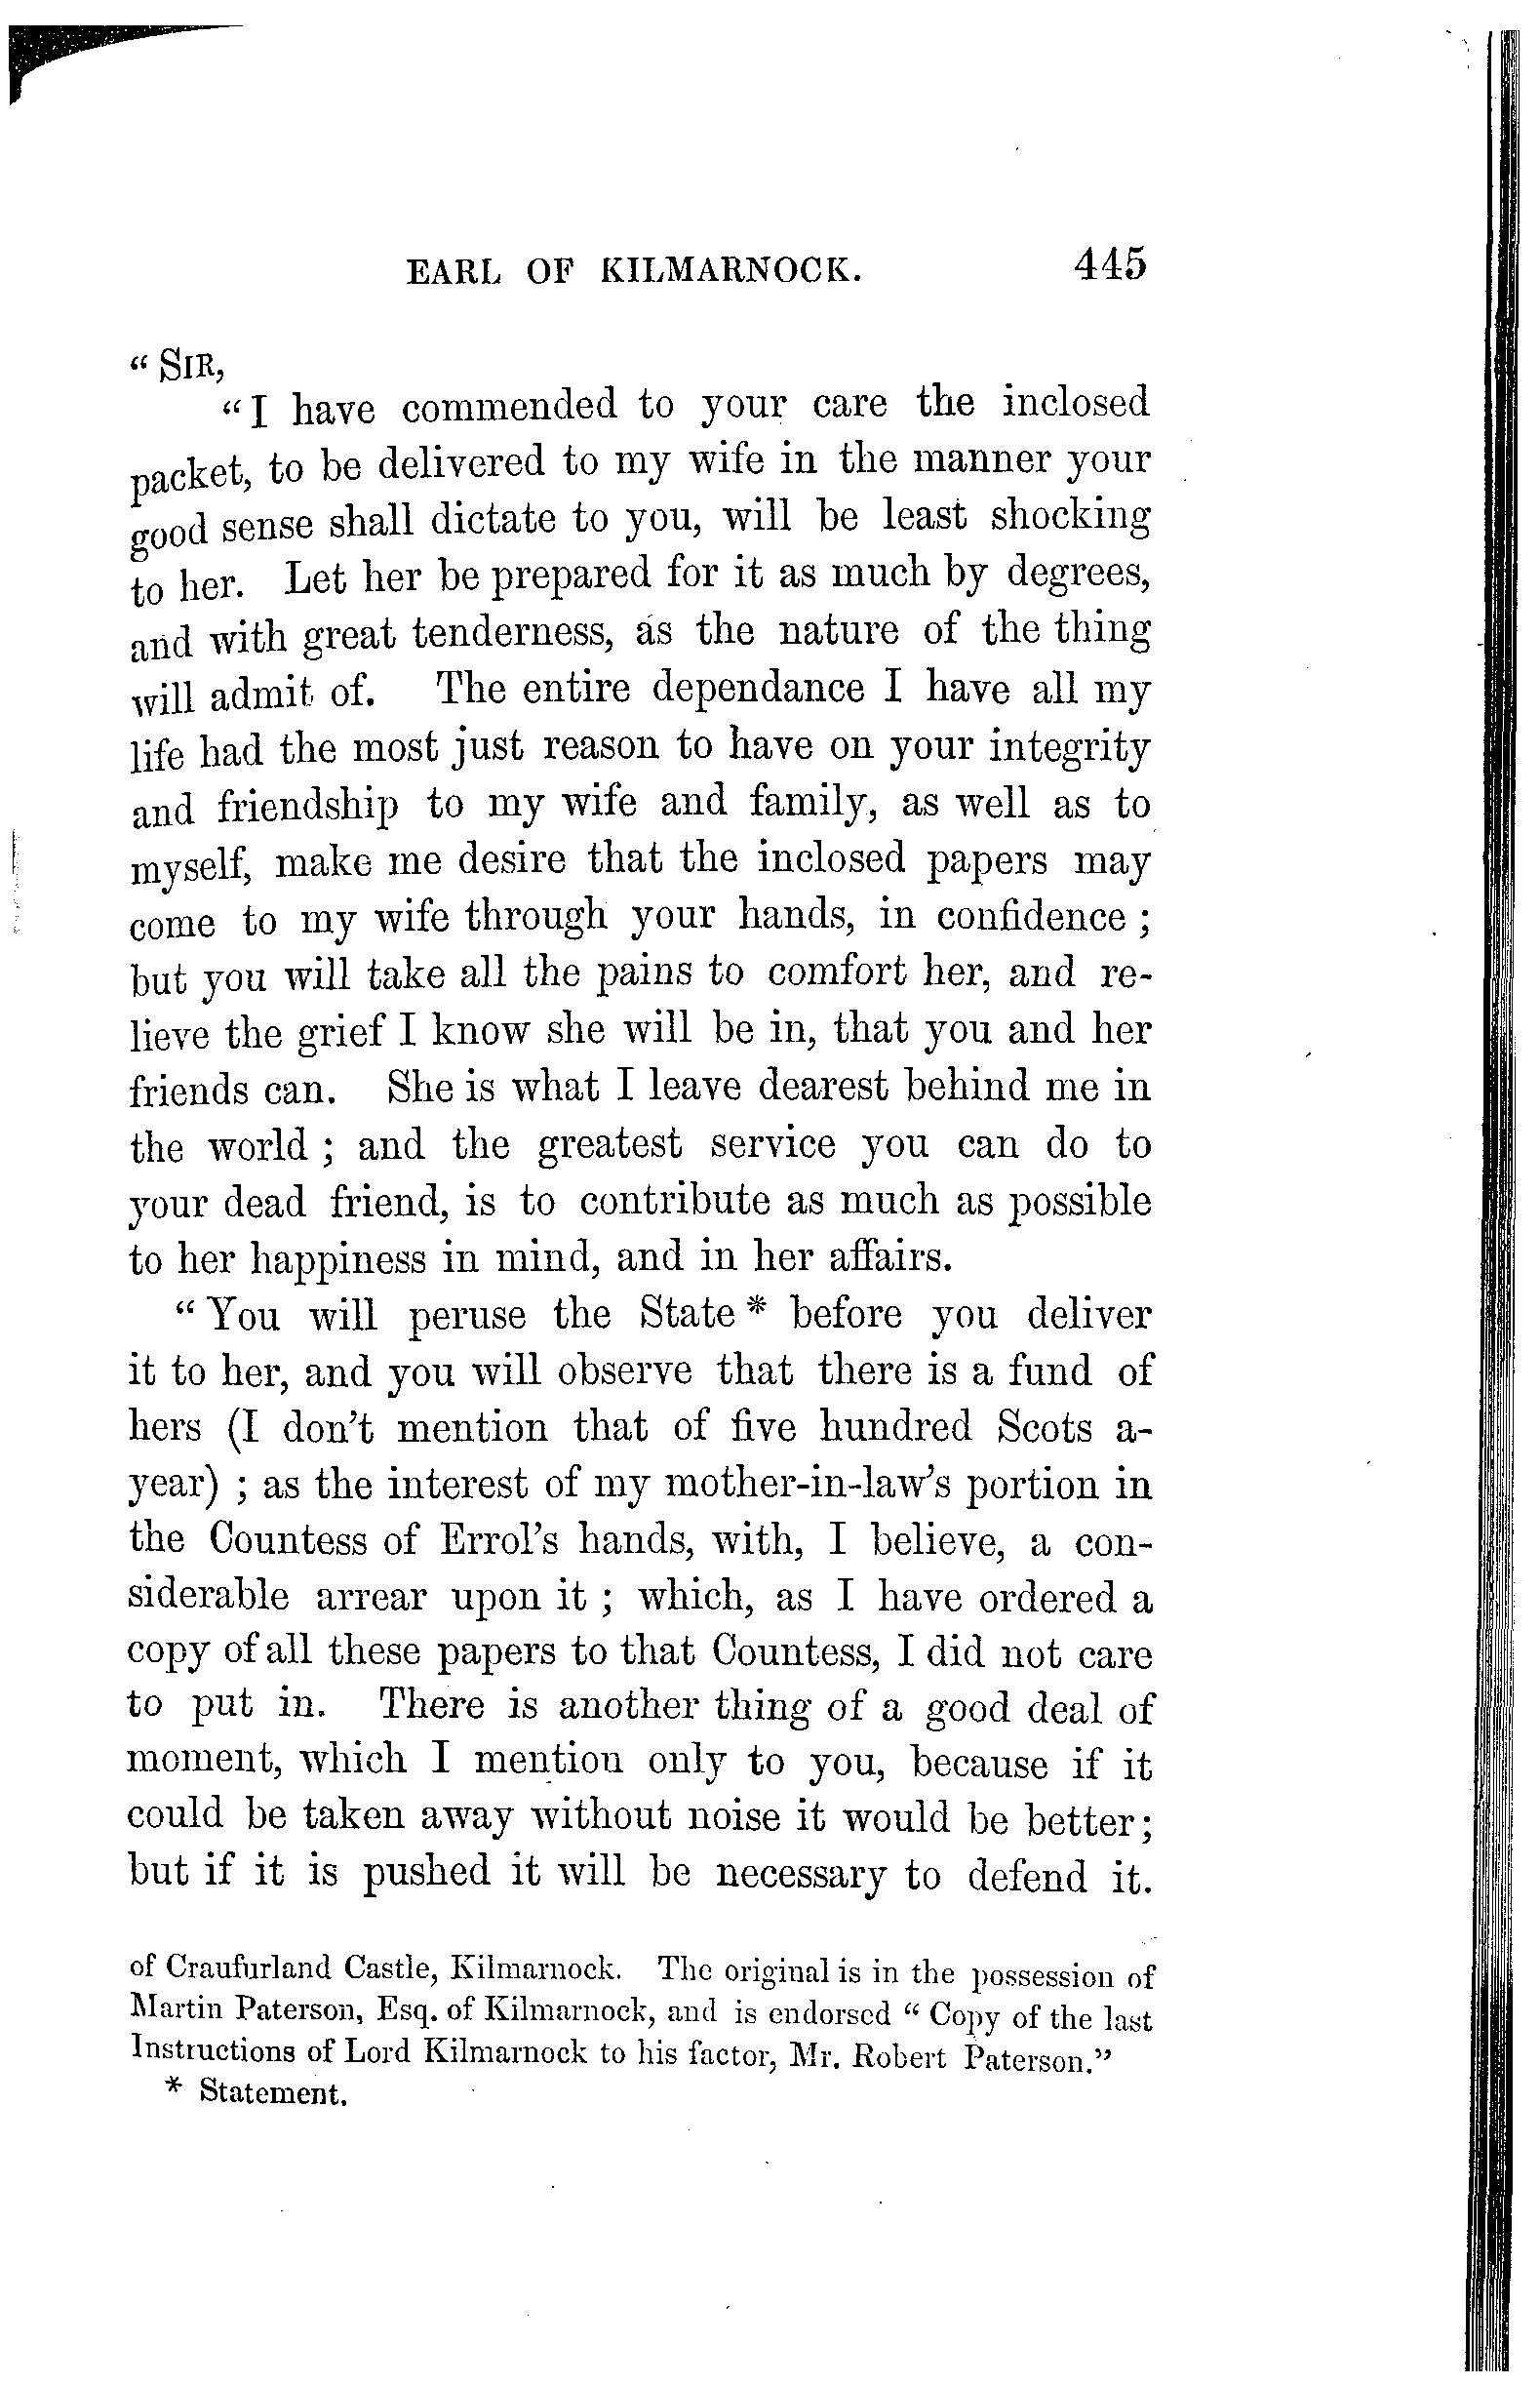 EARL OF KILMARNOCK. 445
“ SIR,
“ I have commended to your care the inclosed
packet, to be delivered to my wife in the manner your
good sense shall dictate to you, will be least shocking
to her. Let her be prepared for it as much by degrees,
and with great tenderness, as the nature of the thing
will admit of. The entire dependance I have all my
life had the most just reason to have on your integrity
and friendship to my wife and family, as well as to
myself, make me desire that the inclosed papers may
come to my wife through your hands, in confidence ;
but you will take all the pains to comfort her, and re-
lieve the grief I know she will be in, that you and her
friends can. She is what I leave dearest behind me in
the world ; and the greatest service you can do to
your dead friend, is to contribute as much as possible
to her happiness in mind, and in her affairs.
“ You will peruse the State * before you deliver
it to her, and you will observe that there is a fund of
hers (I don't mention that of five hundred Scots a-
year) ; as the interest of my mother-in-law's portion in
the Countess of Errol's hands, with, I believe, a con-
siderable arrear upon it ; which, as I have ordered a
copy of all these papers to that Countess, I did not care
to put in. There is another thing of a good deal of
moment, which I mention only to you, because if it
could be taken away without noise it would be better;
but if it is pushed it will be necessary to defend it.
of Craufurland Castle, Kilmarnock. The original is in the possession of
Martin Paterson, Esq. of Kilmarnock, and is endorsed “ Copy of the last
Instructions of Lord Kilmarnock to his factor, Mr. Robert Paterson.”
* Statement.